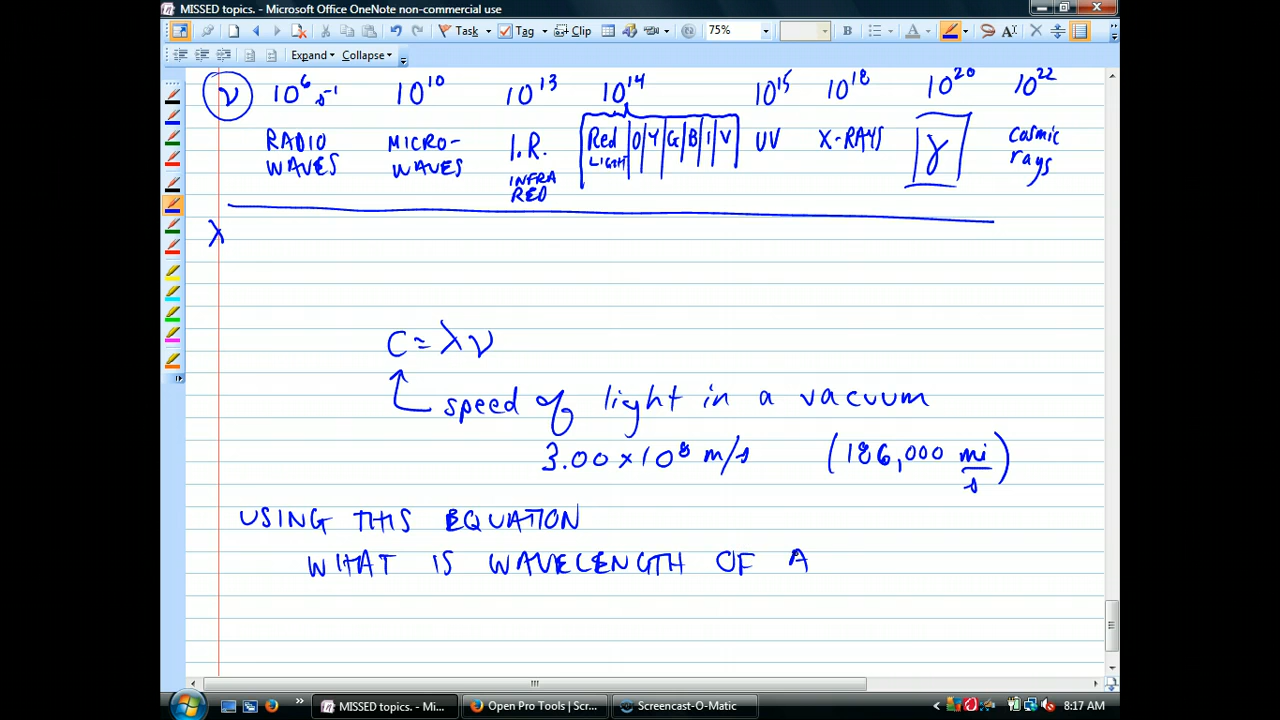 MISSED topics. - Microsoft Office OneNote non-commercial use
Task Tag Clip 75% B A
Expand Collapse
ν 10⁶ s⁻¹ 10¹⁰ 10¹³ 10¹⁴ 10¹⁵ 10¹⁸ 10²⁰ 10²²
RADIO WAVES
MICRO-WAVES
I.R.
INFRA RED
Red LIGHT O Y G B I V
UV
X-RAYS
γ
cosmic rays
λ
C = λν
speed of light in a vacuum
3.00 × 10⁸ m/s (186,000 mi/s)
USING THIS EQUATION
WHAT IS WAVELENGTH OF A
MISSED topics. - Mi...
Open Pro Tools | Scr...
Screencast-O-Matic
8:17 AM